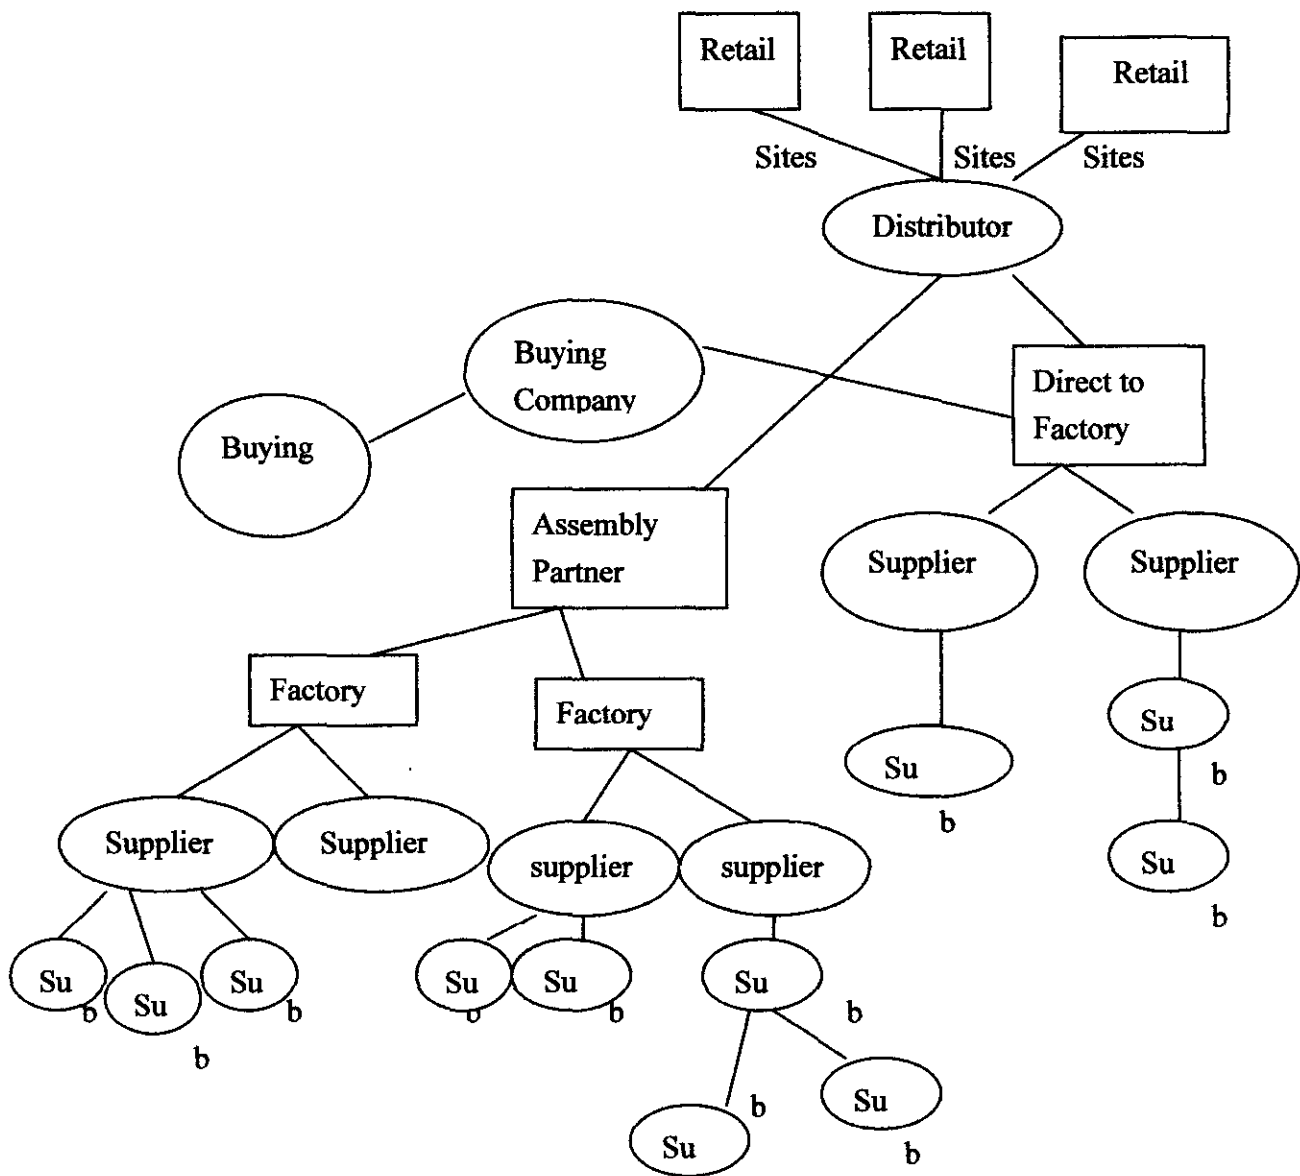 Retail
Retail
Retail
Sites
Sites
Sites
Distributor
Buying
Company
Direct to
Factory
Buying
Assembly
Partner
Supplier
Supplier
Factory
Factory
Su
b
Su
b
Supplier
Supplier
supplier
supplier
Su
b
Su
b
Su
b
Su
b
Su
b
Su
b
Su
b
Su
b
Su
b